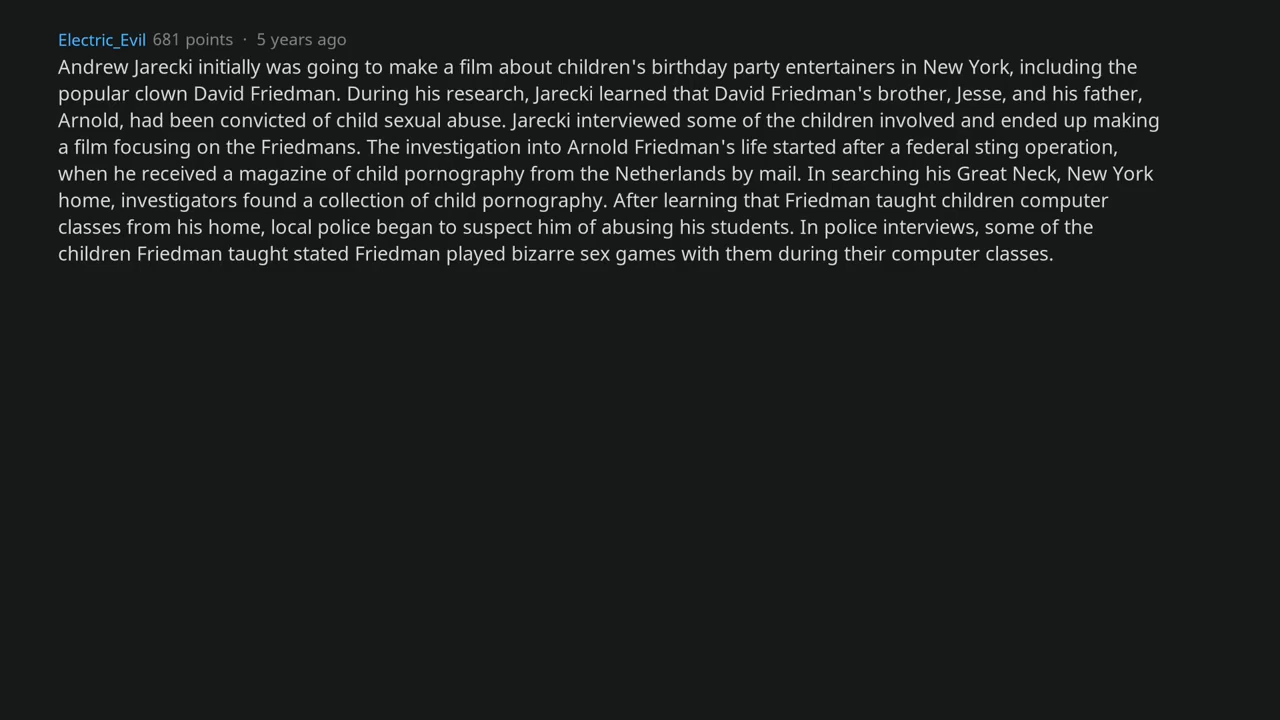 Electric_Evil 681 points · 5 years ago
Andrew Jarecki initially was going to make a film about children's birthday party entertainers in New York, including the
popular clown David Friedman. During his research, Jarecki learned that David Friedman's brother, Jesse, and his father,
Arnold, had been convicted of child sexual abuse. Jarecki interviewed some of the children involved and ended up making
a film focusing on the Friedmans. The investigation into Arnold Friedman's life started after a federal sting operation,
when he received a magazine of child pornography from the Netherlands by mail. In searching his Great Neck, New York
home, investigators found a collection of child pornography. After learning that Friedman taught children computer
classes from his home, local police began to suspect him of abusing his students. In police interviews, some of the
children Friedman taught stated Friedman played bizarre sex games with them during their computer classes.